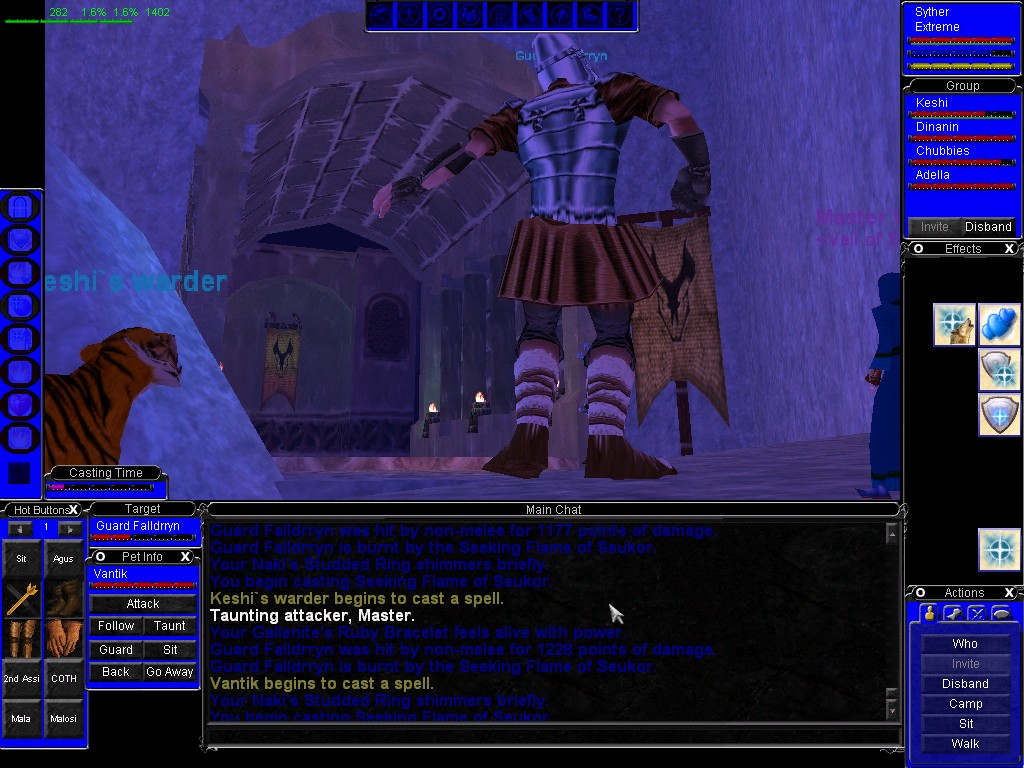 282 1.6% 1.6% 1402
Syther
Extreme
Group
Keshi
Dinanin
Chubbies
Adella
Invite Disband
Master
Effects X
eshi`s warder
Casting Time
Hot Buttons X
1
Sit Agus
2nd Assi COTH
Mala Malosi
Target
Guard Falldrryn
Pet Info X
Vantik
Attack
Follow Taunt
Guard Sit
Back Go Away
Main Chat
Guard Falldrryn was hit by non-melee for 1177 points of damage.
Guard Falldrryn is burnt by the Seeking Flame of Seukor.
Your Naki's Studded Ring shimmers briefly.
You begin casting Seeking Flame of Seukor.
Keshi`s warder begins to cast a spell.
Taunting attacker, Master.
Your Gallenite's Ruby Bracelet feels alive with power.
Guard Falldrryn was hit by non-melee for 1228 points of damage.
Guard Falldrryn is burnt by the Seeking Flame of Seukor.
Vantik begins to cast a spell.
Your Naki's Studded Ring shimmers briefly.
You begin casting Seeking Flame of Seukor.
Actions X
Who
Invite
Disband
Camp
Sit
Walk